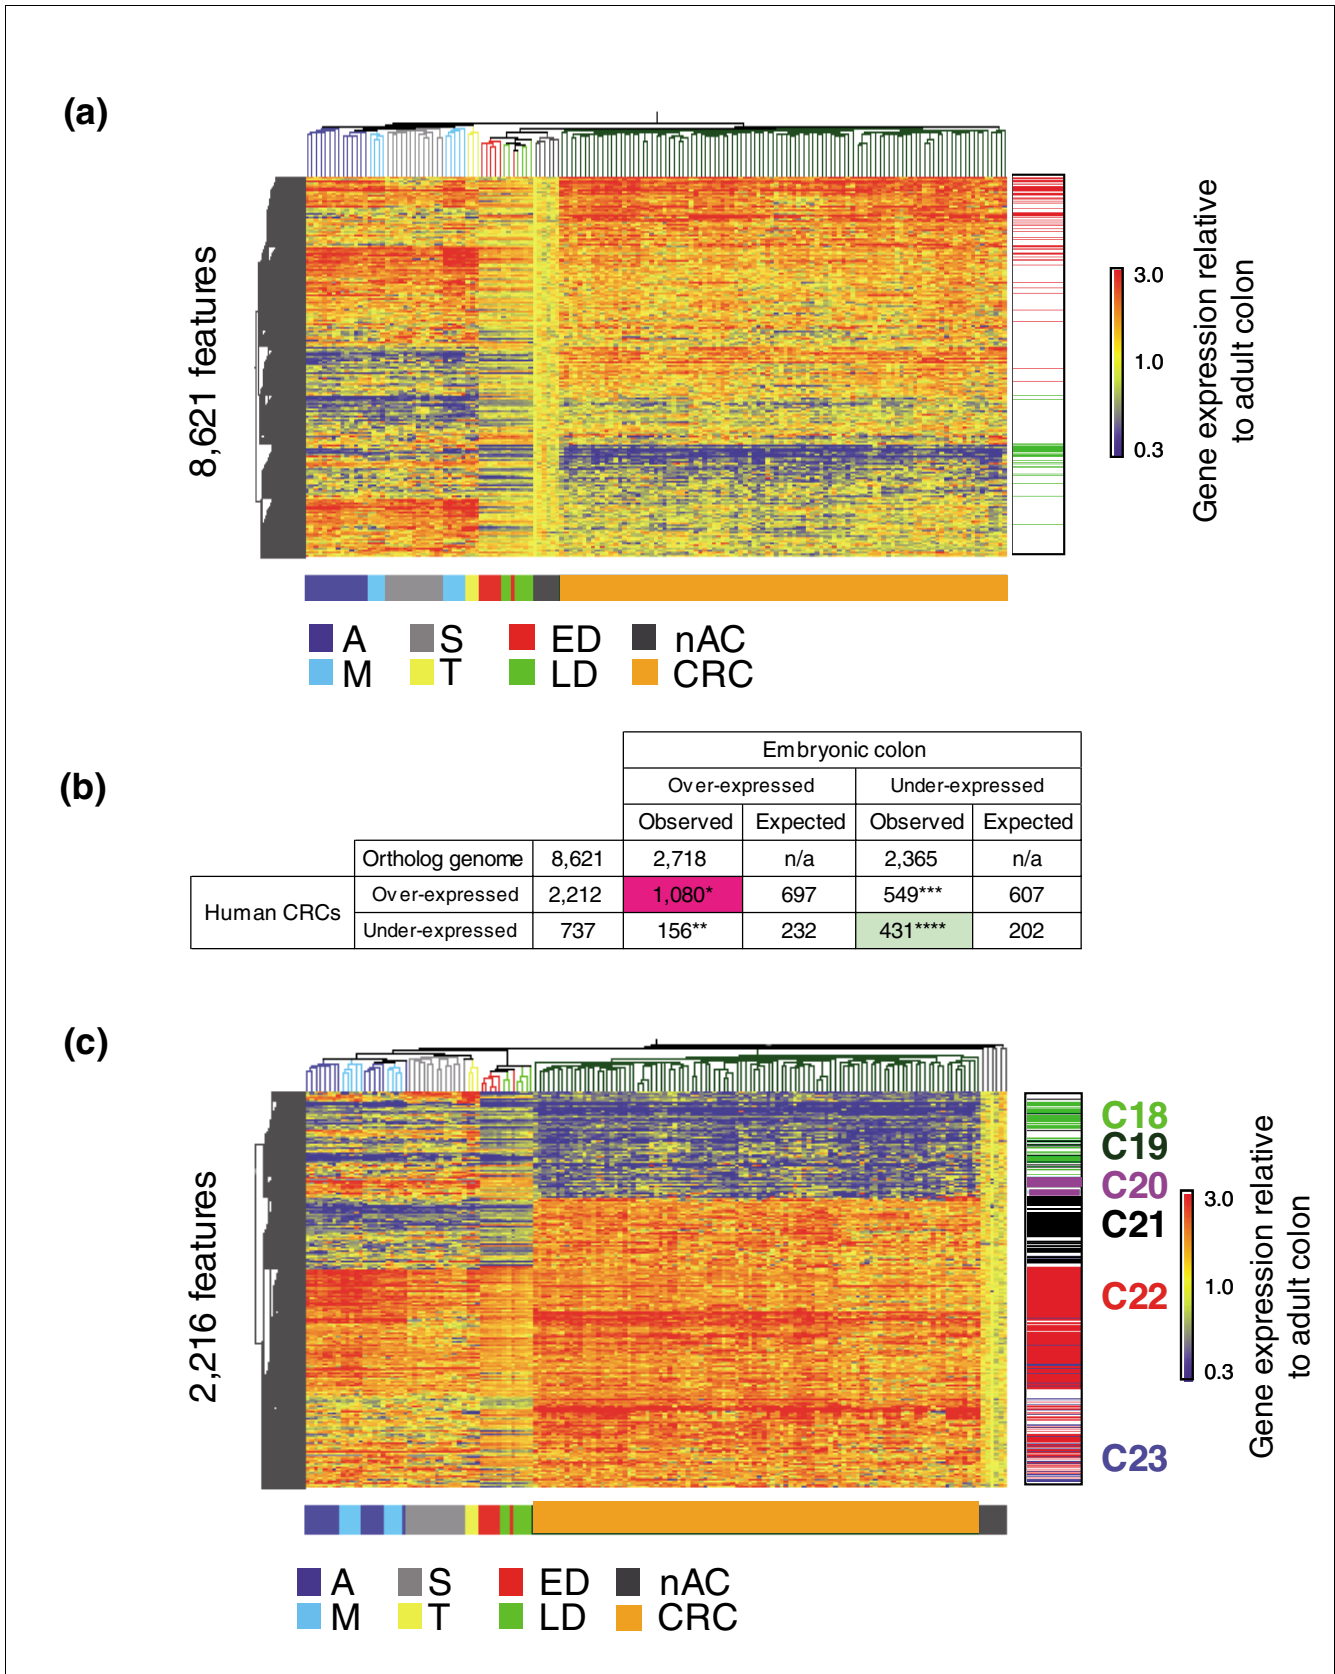 (a)
8,621 features
3.0
1.0
0.3
Gene expression relative
to adult colon
A S ED nAC
M T LD CRC
(b)
Embryonic colon
Over-expressed Under-expressed
Observed Expected Observed Expected
Ortholog genome 8,621 2,718 n/a 2,365 n/a
Human CRCs
Over-expressed 2,212 1,080* 697 549*** 607
Under-expressed 737 156** 232 431**** 202
(c)
2,216 features
C18
C19
C20
C21
C22
C23
3.0
1.0
0.3
Gene expression relative
to adult colon
A S ED nAC
M T LD CRC